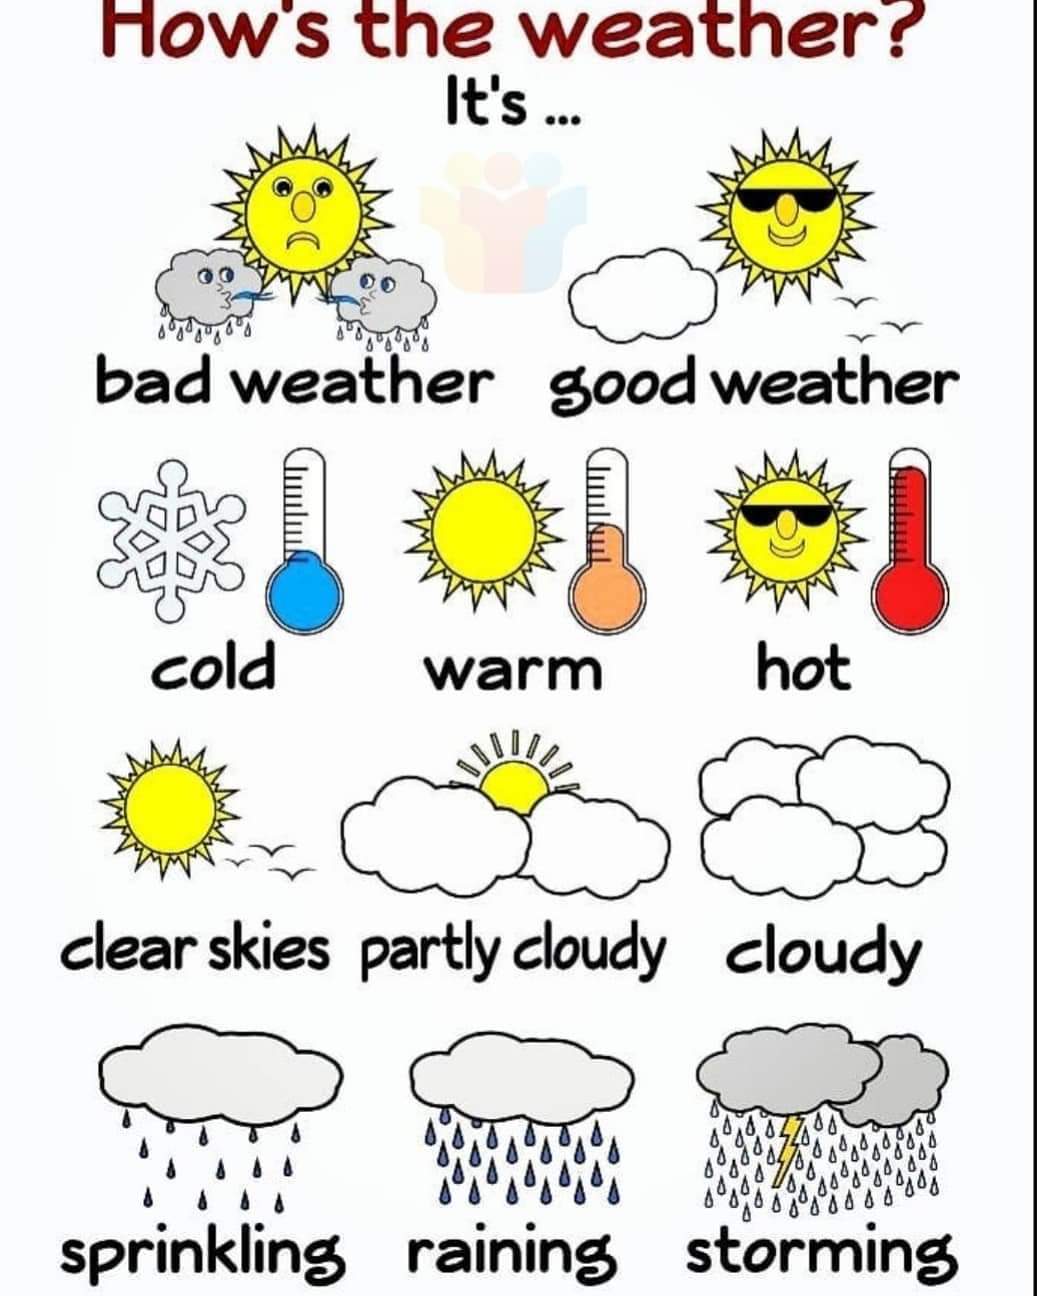 How's the weather?
It's ...
bad weather good weather
cold warm hot
clear skies partly cloudy cloudy
sprinkling raining storming